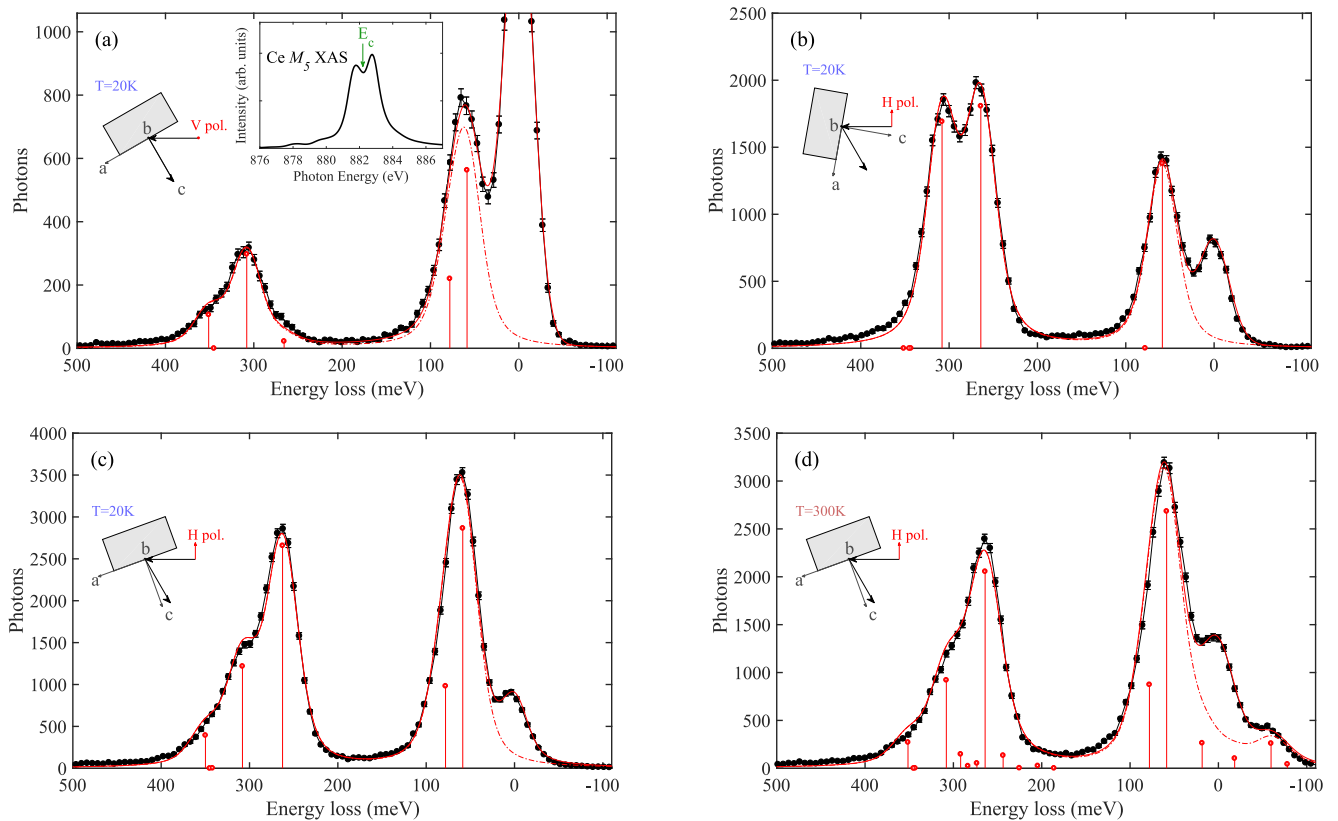 (a)
T=20K
b
V pol.
a
c
Photons
1000
800
600
400
200
0
500 400 300 200 100 0 -100
Energy loss (meV)
Ce M5 XAS
Ec
Intensity (arb. units)
876 878 880 882 884 886
Photon Energy (eV)
(b)
T=20K
H pol.
b
c
a
Photons
2500
2000
1500
1000
500
0
500 400 300 200 100 0 -100
Energy loss (meV)
(c)
T=20K
b
H pol.
a
c
Photons
4000
3500
3000
2500
2000
1500
1000
500
0
500 400 300 200 100 0 -100
Energy loss (meV)
(d)
T=300K
b
H pol.
a
c
Photons
3500
3000
2500
2000
1500
1000
500
0
500 400 300 200 100 0 -100
Energy loss (meV)